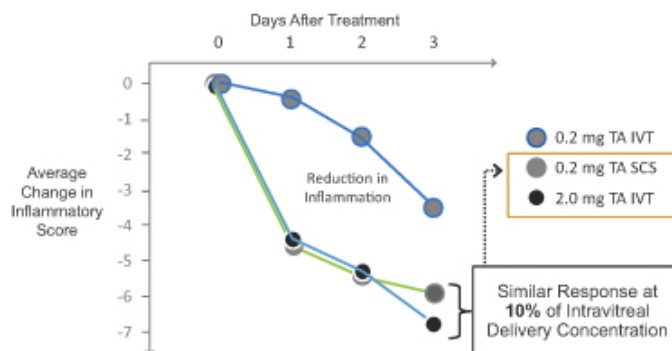 Days After Treatment
0 1 2 3
0
-1
-2
-3
-4
-5
-6
-7
Average
Change in
Inflammatory
Score
Reduction in
Inflammation
0.2 mg TA IVT
0.2 mg TA SCS
2.0 mg TA IVT
Similar Response at
10% of Intravitreal
Delivery Concentration